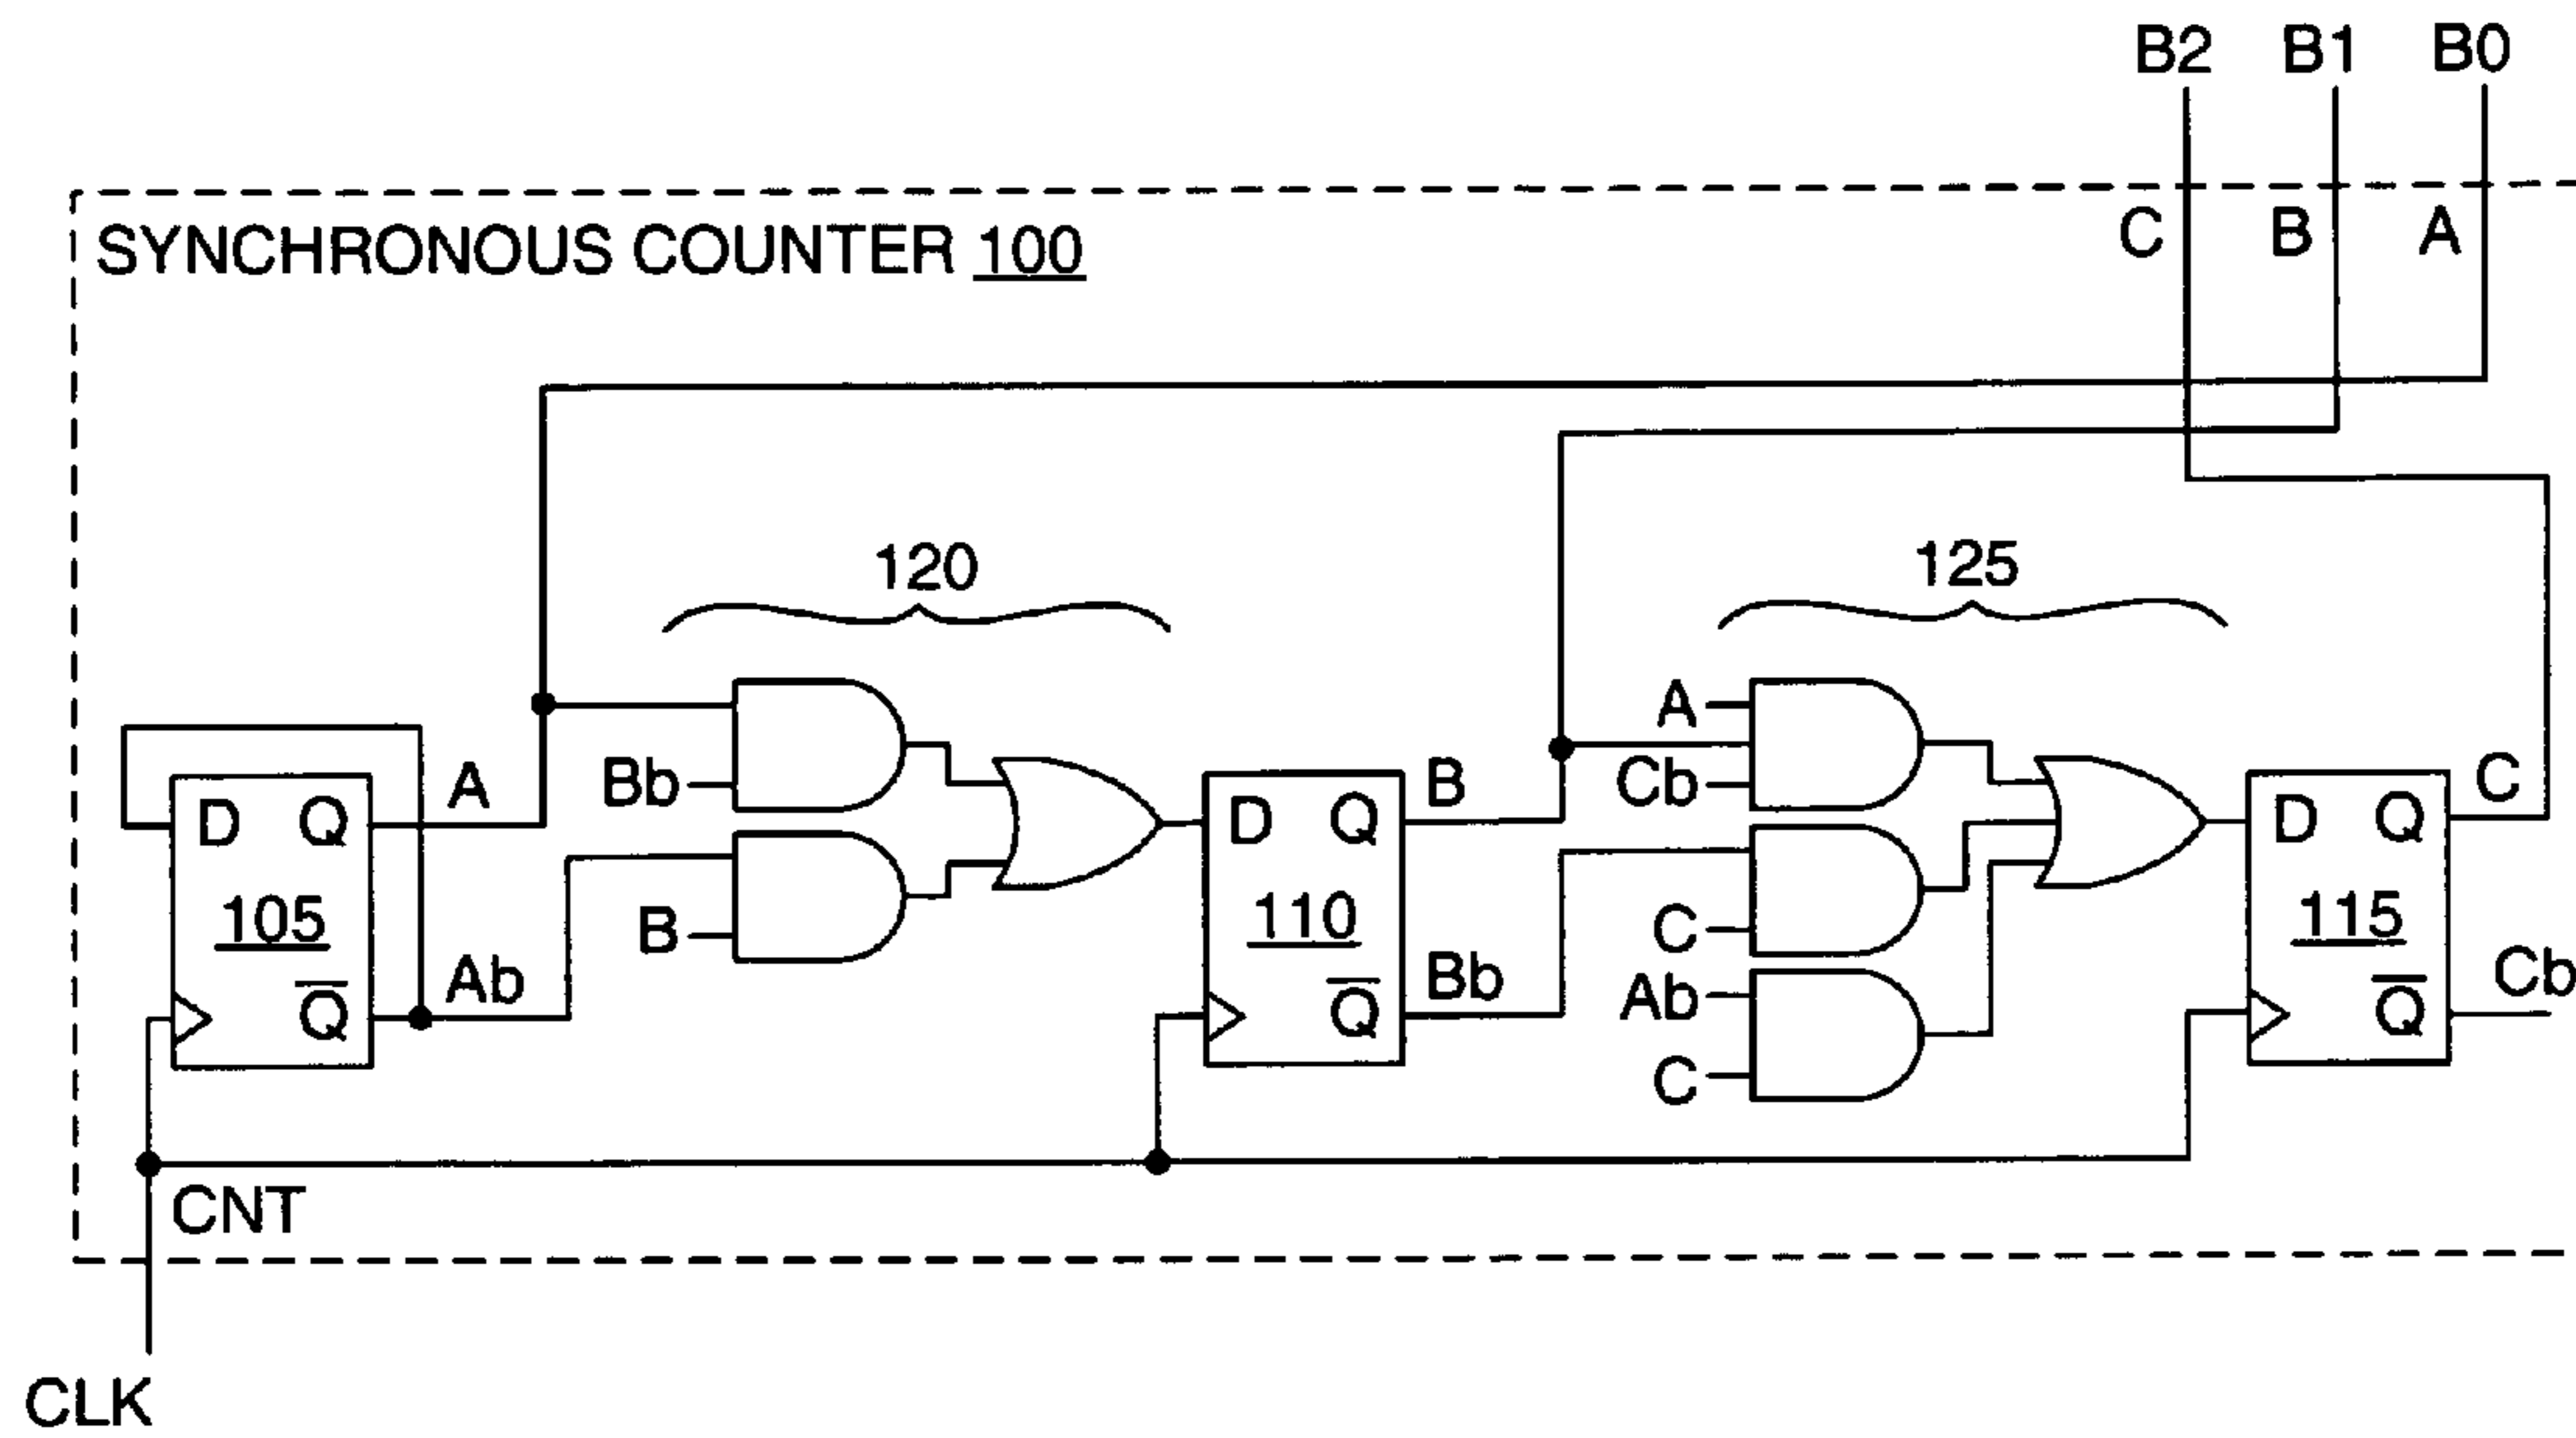 B2 B1 B0
SYNCHRONOUS COUNTER 100
C B A
120
125
A
Bb
B
D Q
105
Q
A
Ab
D Q
110
Q
B
Bb
A
Cb
C
Ab
C
D Q
115
Q
C
Cb
CNT
CLK